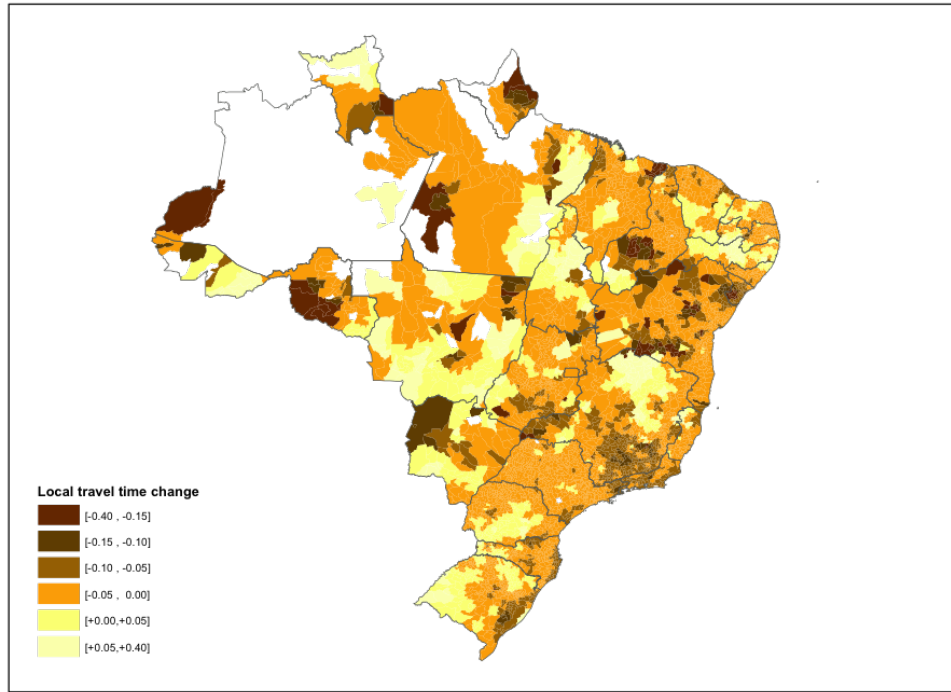 Local travel time change
[-0.40 , -0.15]
[-0.15 , -0.10]
[-0.10 , -0.05]
[-0.05 , 0.00]
[+0.00,+0.05]
[+0.05,+0.40]